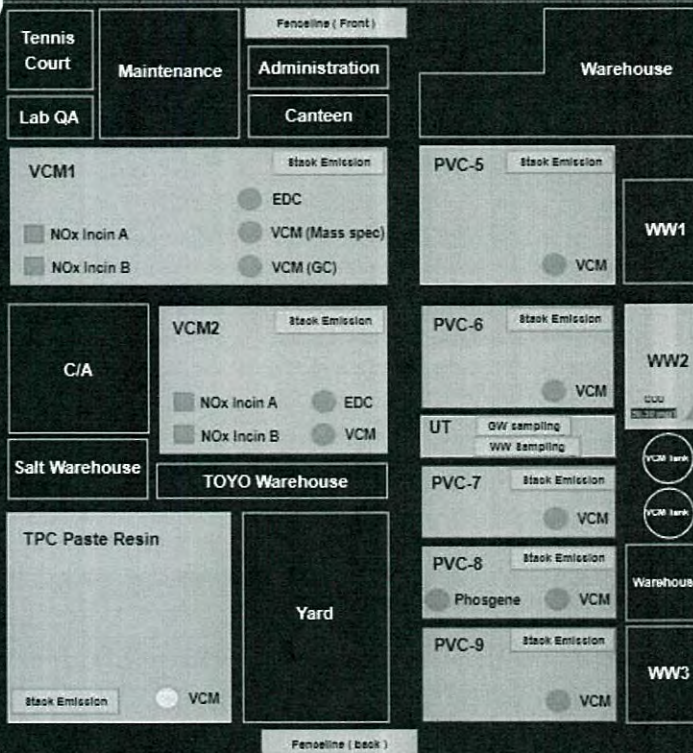 Fenceline ( Front )
Tennis
Court
Maintenance
Administration
Warehouse
Lab QA
Canteen
VCM1
Stack Emission
EDC
NOx Incin A
VCM (Mass spec)
NOx Incin B
VCM (GC)
PVC-5
Stack Emission
VCM
WW1
C/A
VCM2
Stack Emission
NOx Incin A
EDC
NOx Incin B
VCM
PVC-6
Stack Emission
VCM
WW2
COD
UT
GW sampling
WW Sampling
VCM Tank
Salt Warehouse
TOYO Warehouse
PVC-7
Stack Emission
VCM
VCM Tank
TPC Paste Resin
Yard
PVC-8
Stack Emission
Phosgene
VCM
Warehous
PVC-9
Stack Emission
VCM
WW3
Stack Emission
VCM
Fenceline ( back )